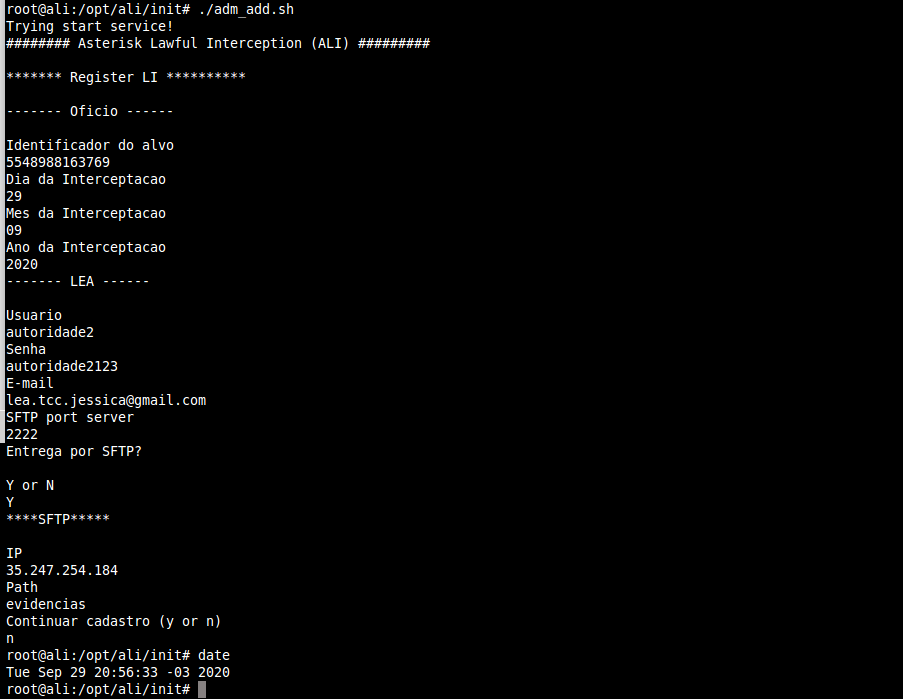 root@ali:/opt/ali/init# ./adm_add.sh
Trying start service!
######## Asterisk Lawful Interception (ALI) #########
******* Register LI **********
------- Oficio ------
Identificador do alvo
5548988163769
Dia da Interceptacao
29
Mes da Interceptacao
09
Ano da Interceptacao
2020
------- LEA ------
Usuario
autoridade2
Senha
autoridade2123
E-mail
lea.tcc.jessica@gmail.com
SFTP port server
2222
Entrega por SFTP?
Y or N
Y
****SFTP*****
IP
35.247.254.184
Path
evidencias
Continuar cadastro (y or n)
n
root@ali:/opt/ali/init# date
Tue Sep 29 20:56:33 -03 2020
root@ali:/opt/ali/init#